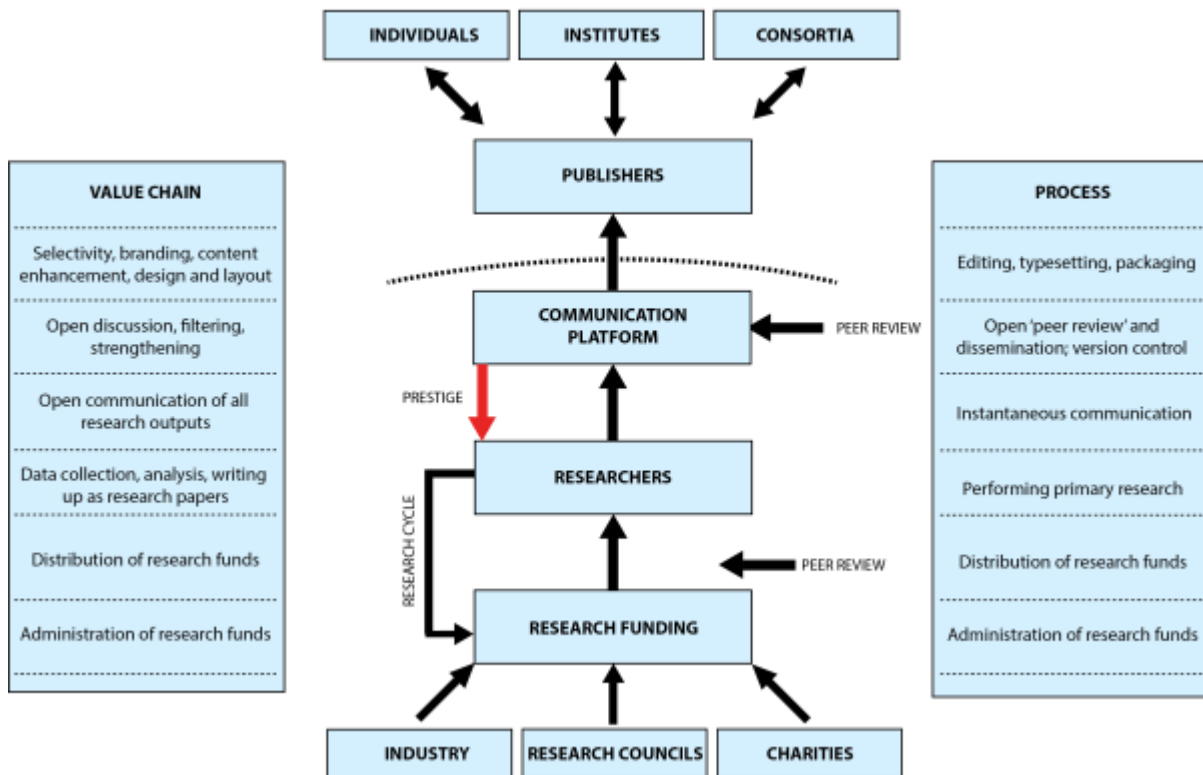 INDIVIDUALS
INSTITUTES
CONSORTIA
PUBLISHERS
VALUE CHAIN
Selectivity, branding, content
enhancement, design and layout
Open discussion, filtering,
strengthening
Open communication of all
research outputs
Data collection, analysis, writing
up as research papers
Distribution of research funds
Administration of research funds
COMMUNICATION
PLATFORM
PEER REVIEW
PRESTIGE
RESEARCHERS
RESEARCH CYCLE
PEER REVIEW
RESEARCH FUNDING
INDUSTRY
RESEARCH COUNCILS
CHARITIES
PROCESS
Editing, typesetting, packaging
Open ‘peer review’ and
dissemination; version control
Instantaneous communication
Performing primary research
Distribution of research funds
Administration of research funds